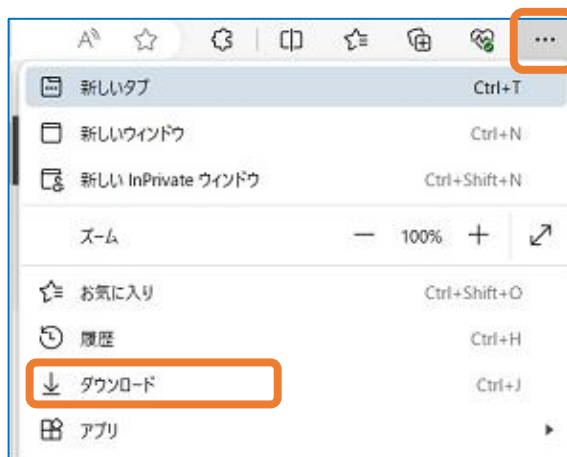 A
新しいタブ Ctrl+T
新しいウィンドウ Ctrl+N
新しい InPrivate ウィンドウ Ctrl+Shift+N
ズーム — 100% +
お気に入り Ctrl+Shift+O
履歴 Ctrl+H
ダウンロード Ctrl+J
アプリ